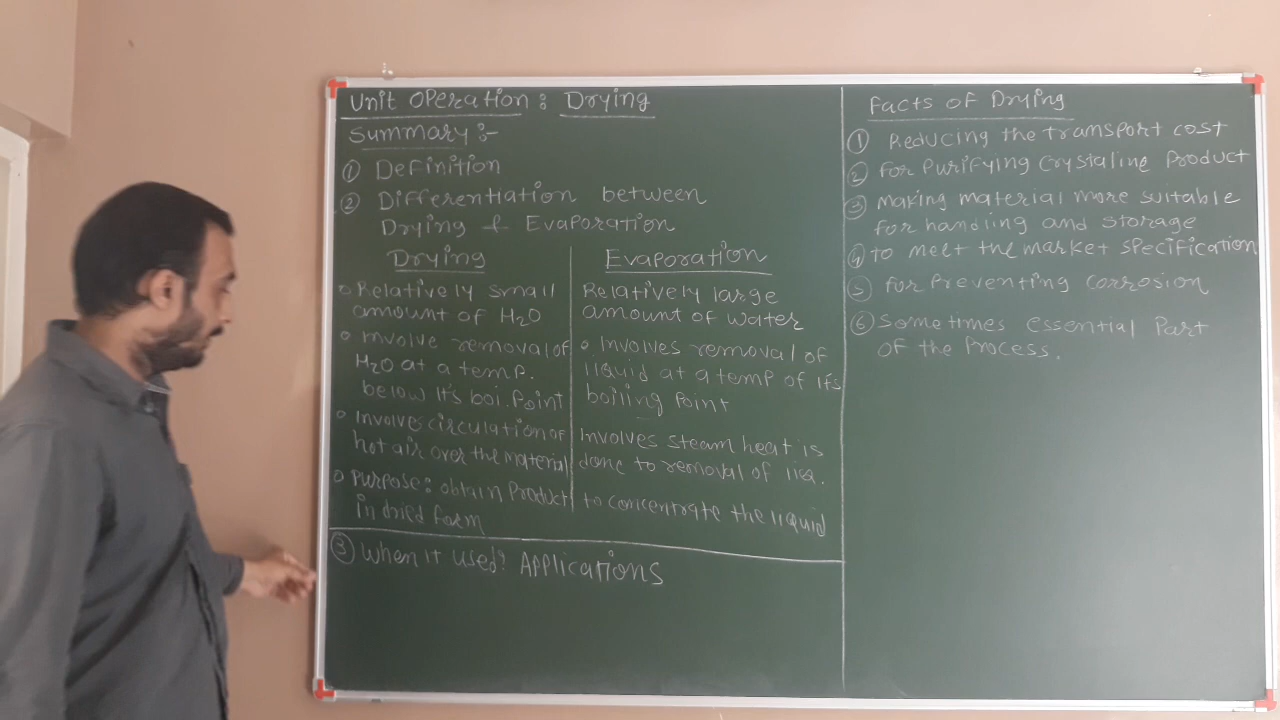 Unit Operation : Drying
Summary :-
① Definition
② Differentiation between
Drying & Evaporation
Drying
○ Relatively small
amount of H2O
○ Involve removal of
H2O at a temp.
below it's boi. Point
○ Involves circulation of
hot air over the material
○ Purpose: obtain Product
in dried form
Evaporation
Relatively large
amount of water
○ Involves removal of
liquid at a temp of it's
boiling Point
Involves steam heat is
done to removal of liq.
to concentrate the liquid
③ When it used? Applications
Facts of Drying
① Reducing the transport cost
② for Purifying Crystaline Product
③ making material more suitable
for handling and storage
④ to meet the market specification
⑤ for Preventing corrosion
⑥ Sometimes essential Part
of the Process.